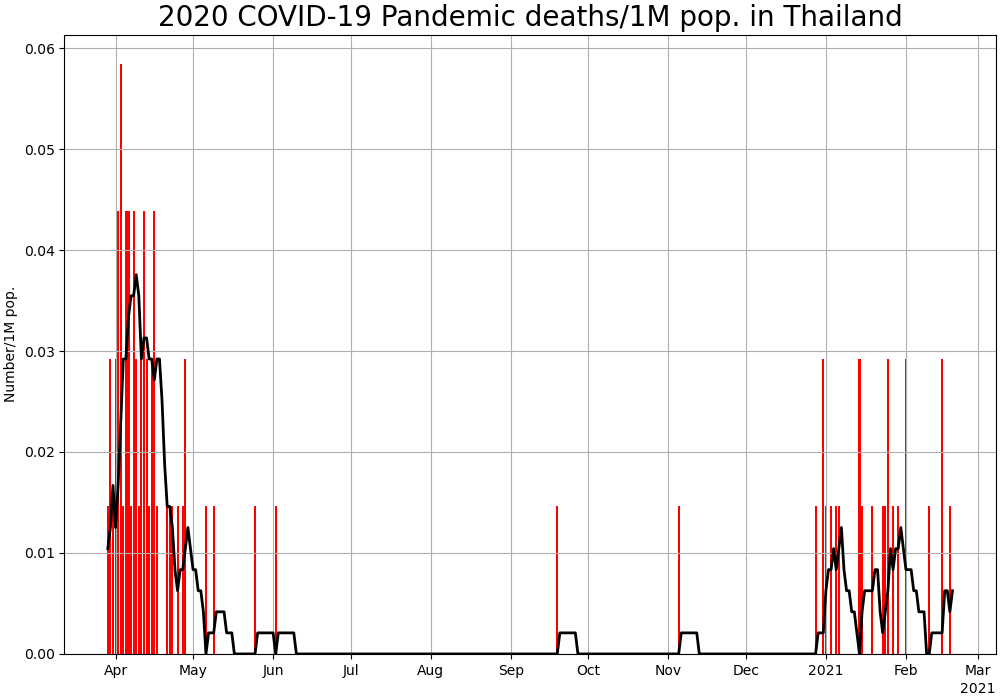 2020 COVID-19 Pandemic deaths/1M pop. in Thailand
Number/1M pop.
0.06
0.05
0.04
0.03
0.02
0.01
0.00
Apr May Jun Jul Aug Sep Oct Nov Dec 2021 Feb Mar
2021